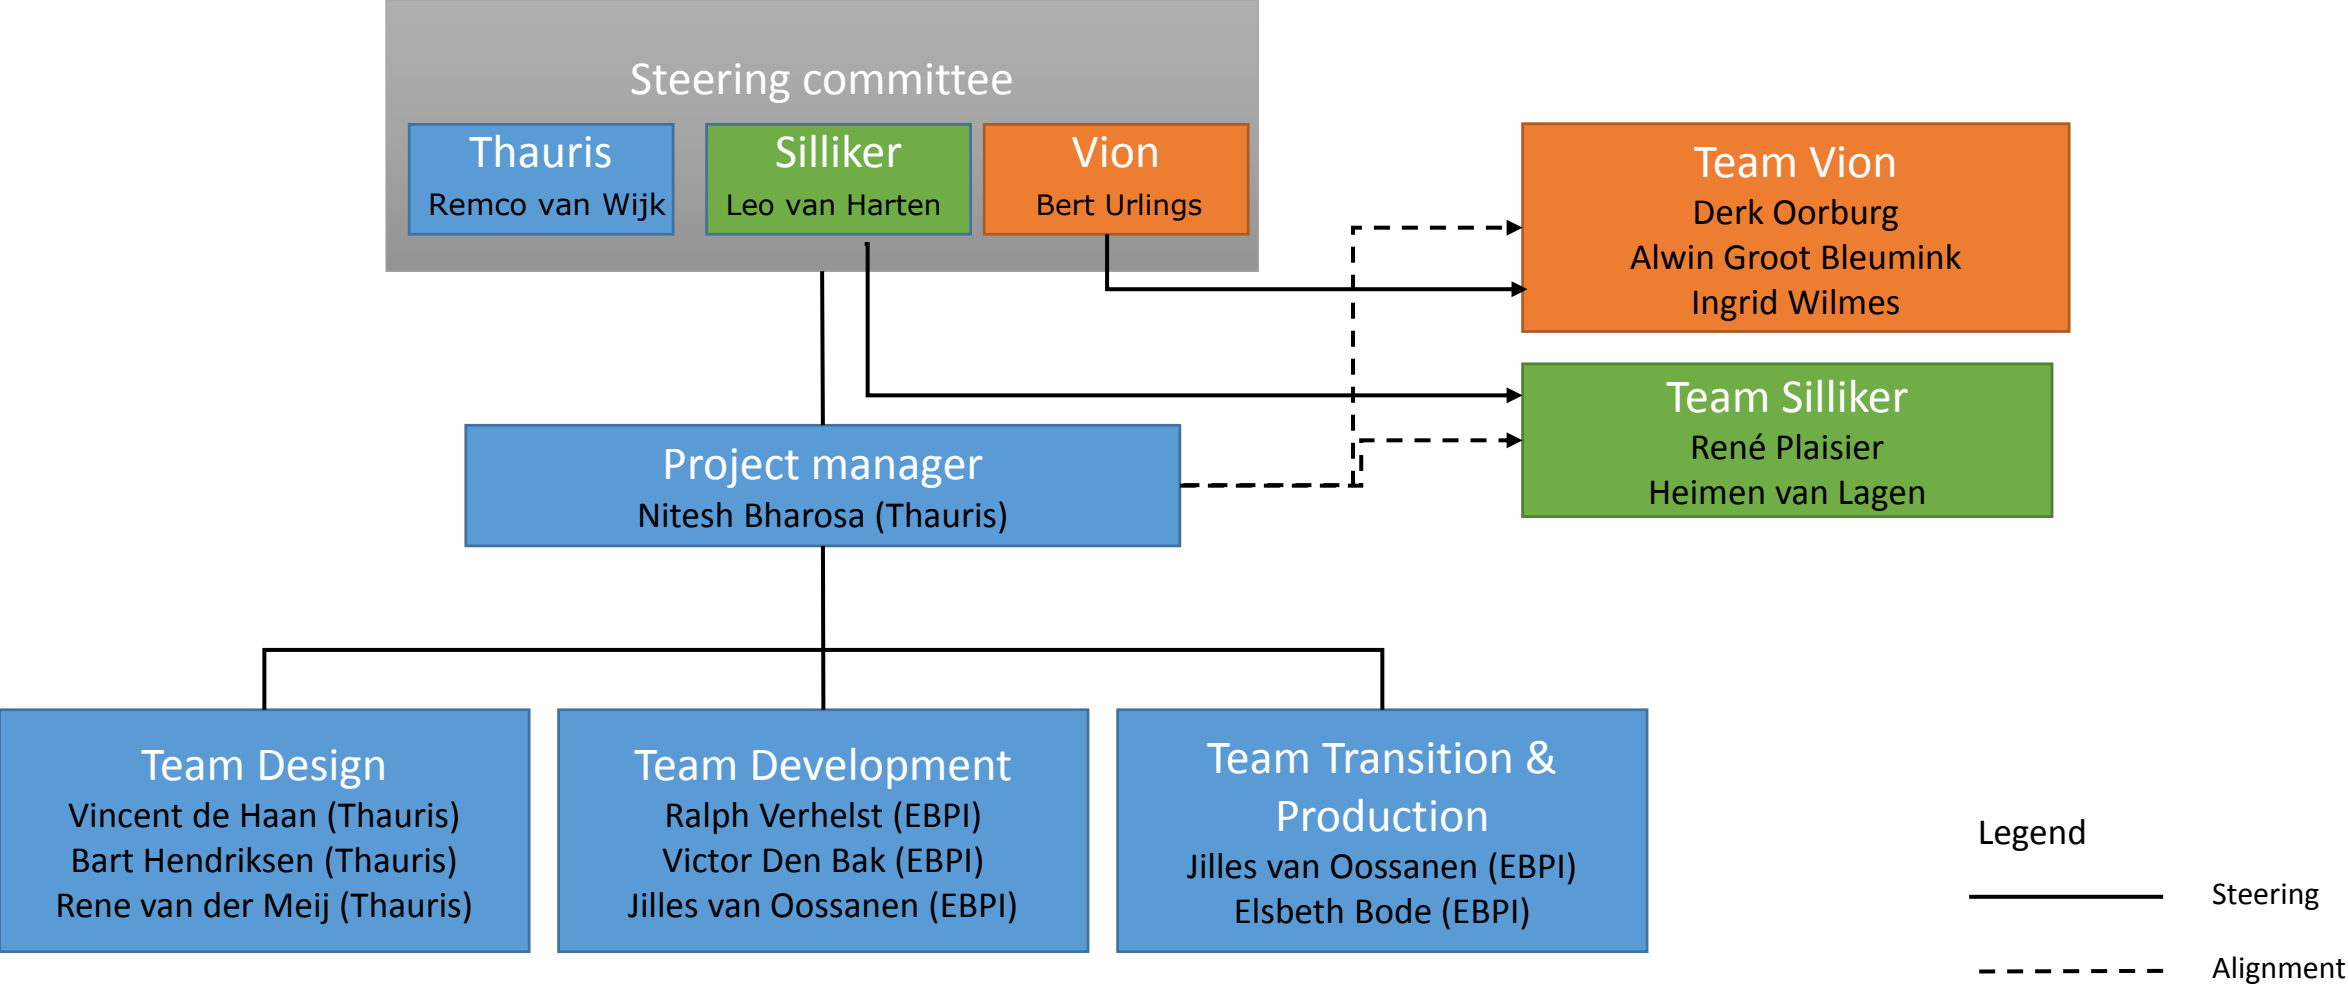 Steering committee
Thauris
Remco van Wijk
Silliker
Leo van Harten
Vion
Bert Urlings
Team Vion
Derk Oorburg
Alwin Groot Bleumink
Ingrid Wilmes
Team Silliker
René Plaisier
Heimen van Lagen
Project manager
Nitesh Bharosa (Thauris)
Team Design
Vincent de Haan (Thauris)
Bart Hendriksen (Thauris)
Rene van der Meij (Thauris)
Team Development
Ralph Verhelst (EBPI)
Victor Den Bak (EBPI)
Jilles van Oossanen (EBPI)
Team Transition &
Production
Jilles van Oossanen (EBPI)
Elsbeth Bode (EBPI)
Legend
Steering
Alignment